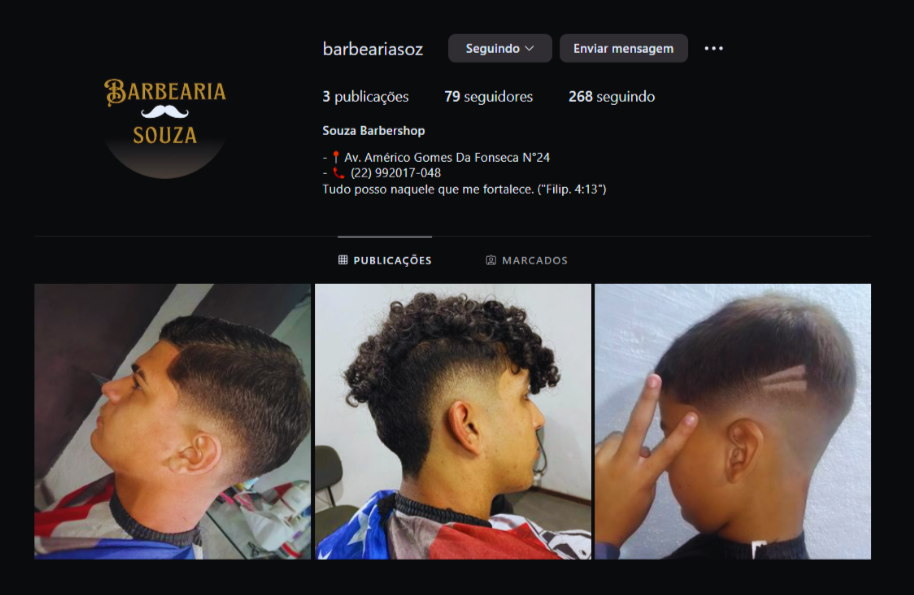 BARBEARIA
SOUZA
barbeariasoz Seguindo Enviar mensagem
3 publicações 79 seguidores 268 seguindo
Souza Barbershop
- 📍 Av. Américo Gomes Da Fonseca N°24
- 📞 (22) 992017-048
Tudo posso naquele que me fortalece. ("Filip. 4:13")
PUBLICAÇÕES MARCADOS